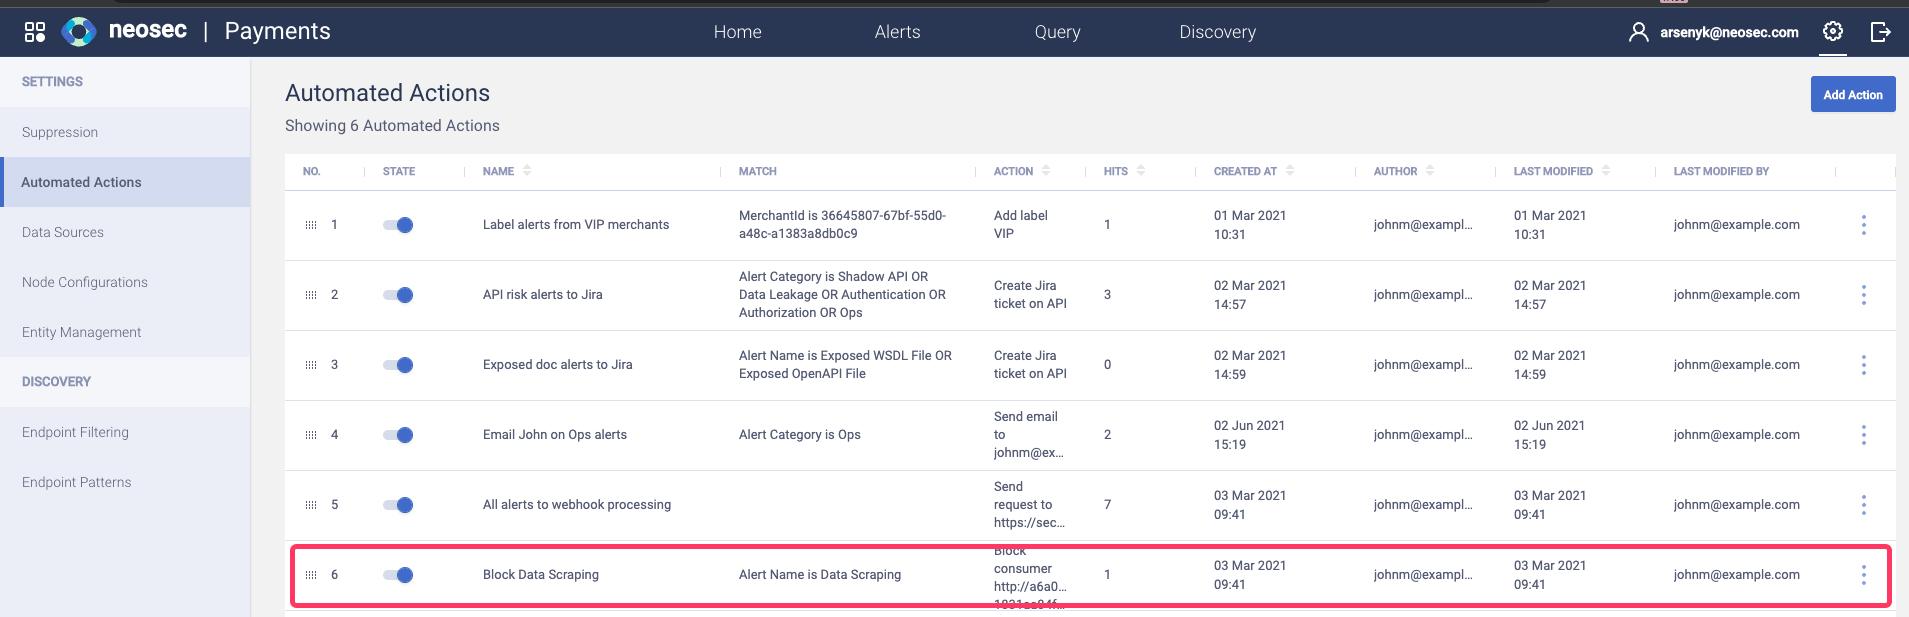 neosec | Payments
Home
Alerts
Query
Discovery
arsenyk@neosec.com
SETTINGS
Suppression
Automated Actions
Data Sources
Node Configurations
Entity Management
DISCOVERY
Endpoint Filtering
Endpoint Patterns
Automated Actions
Showing 6 Automated Actions
Add Action
NO. STATE NAME MATCH ACTION HITS CREATED AT AUTHOR LAST MODIFIED LAST MODIFIED BY
1
Label alerts from VIP merchants
MerchantId is 36645807-67bf-55d0-
a48c-a1383a8db0c9
Add label
VIP
1
01 Mar 2021
10:31
johnm@exampl...
01 Mar 2021
10:31
johnm@example.com
2
API risk alerts to Jira
Alert Category is Shadow API OR
Data Leakage OR Authentication OR
Authorization OR Ops
Create Jira
ticket on API
3
02 Mar 2021
14:57
johnm@exampl...
02 Mar 2021
14:57
johnm@example.com
3
Exposed doc alerts to Jira
Alert Name is Exposed WSDL File OR
Exposed OpenAPI File
Create Jira
ticket on API
0
02 Mar 2021
14:59
johnm@exampl...
02 Mar 2021
14:59
johnm@example.com
4
Email John on Ops alerts
Alert Category is Ops
Send email
to
johnm@ex...
2
02 Jun 2021
15:19
johnm@exampl...
02 Jun 2021
15:19
johnm@example.com
5
All alerts to webhook processing
Send
request to
https://sec...
7
03 Mar 2021
09:41
johnm@exampl...
03 Mar 2021
09:41
johnm@example.com
6
Block Data Scraping
Alert Name is Data Scraping
Block
consumer
http://a6a0...
1
03 Mar 2021
09:41
johnm@exampl...
03 Mar 2021
09:41
johnm@example.com